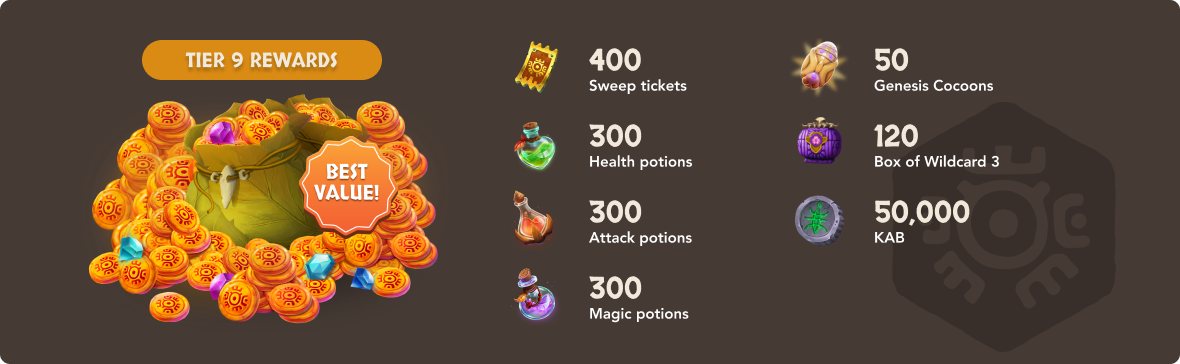 TIER 9 REWARDS
BEST
VALUE!
400
Sweep tickets
300
Health potions
300
Attack potions
300
Magic potions
50
Genesis Cocoons
120
Box of Wildcard 3
50,000
KAB